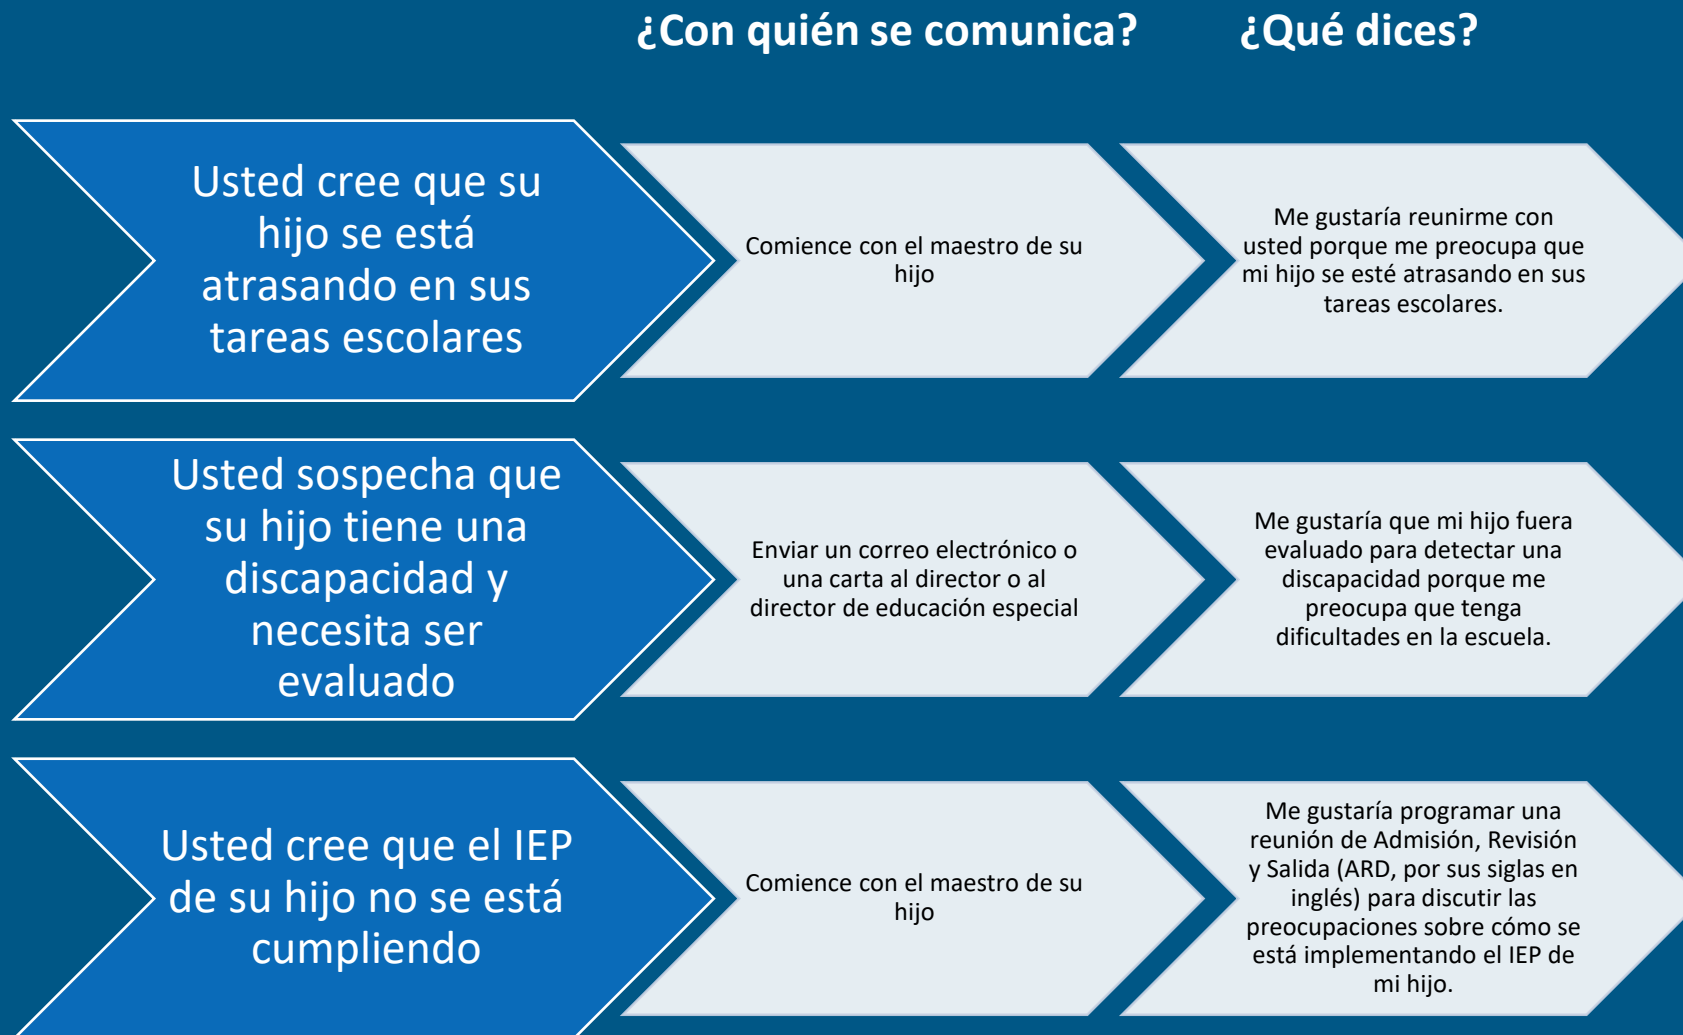 ¿Con quién se comunica?
¿Qué dices?
Usted cree que su
hijo se está
atrasando en sus
tareas escolares
Comience con el maestro de su
hijo
Me gustaría reunirme con
usted porque me preocupa que
mi hijo se esté atrasando en sus
tareas escolares.
Usted sospecha que
su hijo tiene una
discapacidad y
necesita ser
evaluado
Enviar un correo electrónico o
una carta al director o al
director de educación especial
Me gustaría que mi hijo fuera
evaluado para detectar una
discapacidad porque me
preocupa que tenga
dificultades en la escuela.
Usted cree que el IEP
de su hijo no se está
cumpliendo
Comience con el maestro de su
hijo
Me gustaría programar una
reunión de Admisión, Revisión
y Salida (ARD, por sus siglas en
inglés) para discutir las
preocupaciones sobre cómo se
está implementando el IEP de
mi hijo.